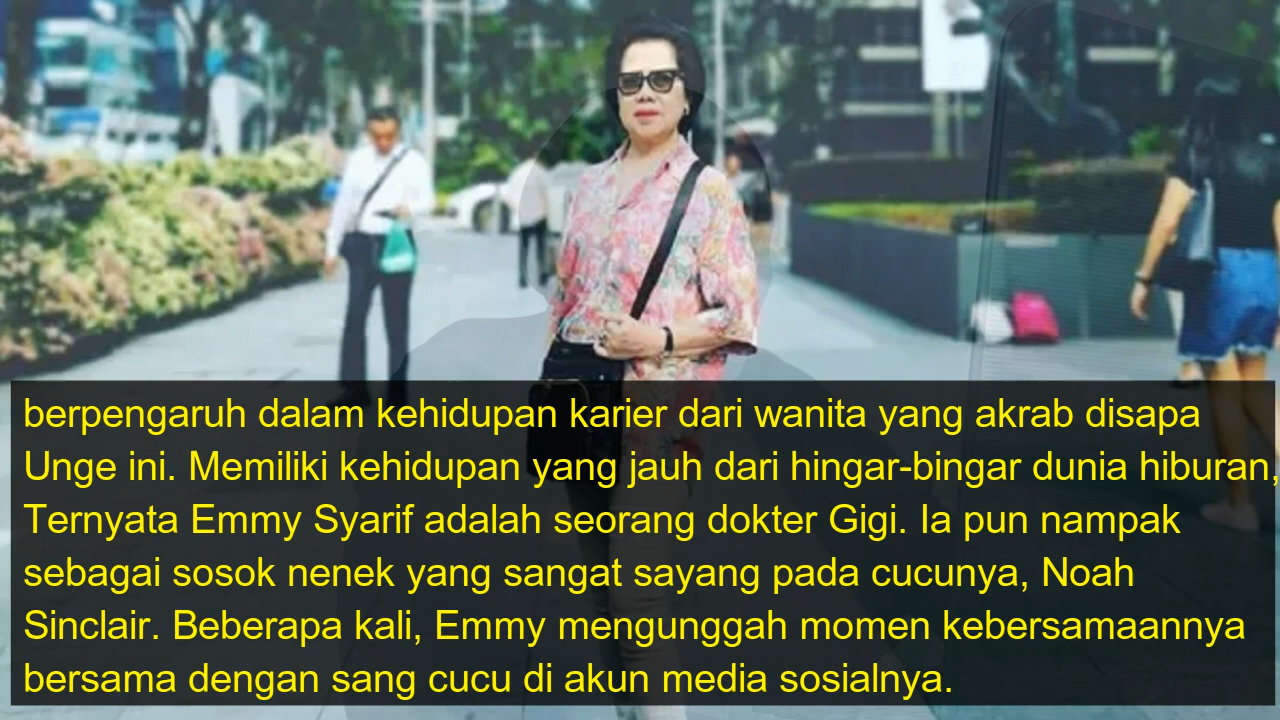 berpengaruh dalam kehidupan karier dari wanita yang akrab disapa
Unge ini. Memiliki kehidupan yang jauh dari hingar-bingar dunia hiburan,
Ternyata Emmy Syarif adalah seorang dokter Gigi. Ia pun nampak
sebagai sosok nenek yang sangat sayang pada cucunya, Noah
Sinclair. Beberapa kali, Emmy mengunggah momen kebersamaannya
bersama dengan sang cucu di akun media sosialnya.